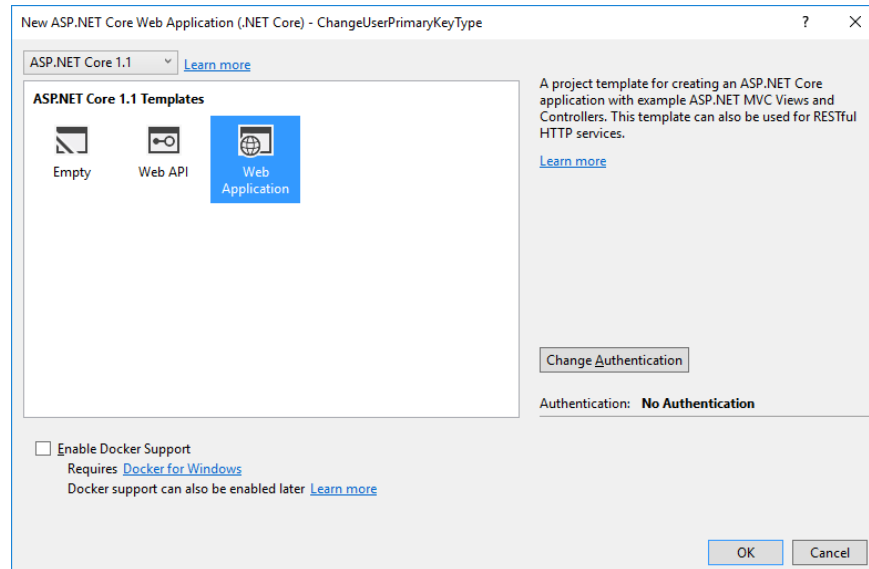 New ASP.NET Core Web Application (.NET Core) - ChangeUserPrimaryKeyType
ASP.NET Core 1.1 Learn more
ASP.NET Core 1.1 Templates
Empty
Web API
Web
Application
A project template for creating an ASP.NET Core
application with example ASP.NET MVC Views and
Controllers. This template can also be used for RESTful
HTTP services.
Learn more
Change Authentication
Authentication: No Authentication
Enable Docker Support
Requires Docker for Windows
Docker support can also be enabled later Learn more
OK Cancel